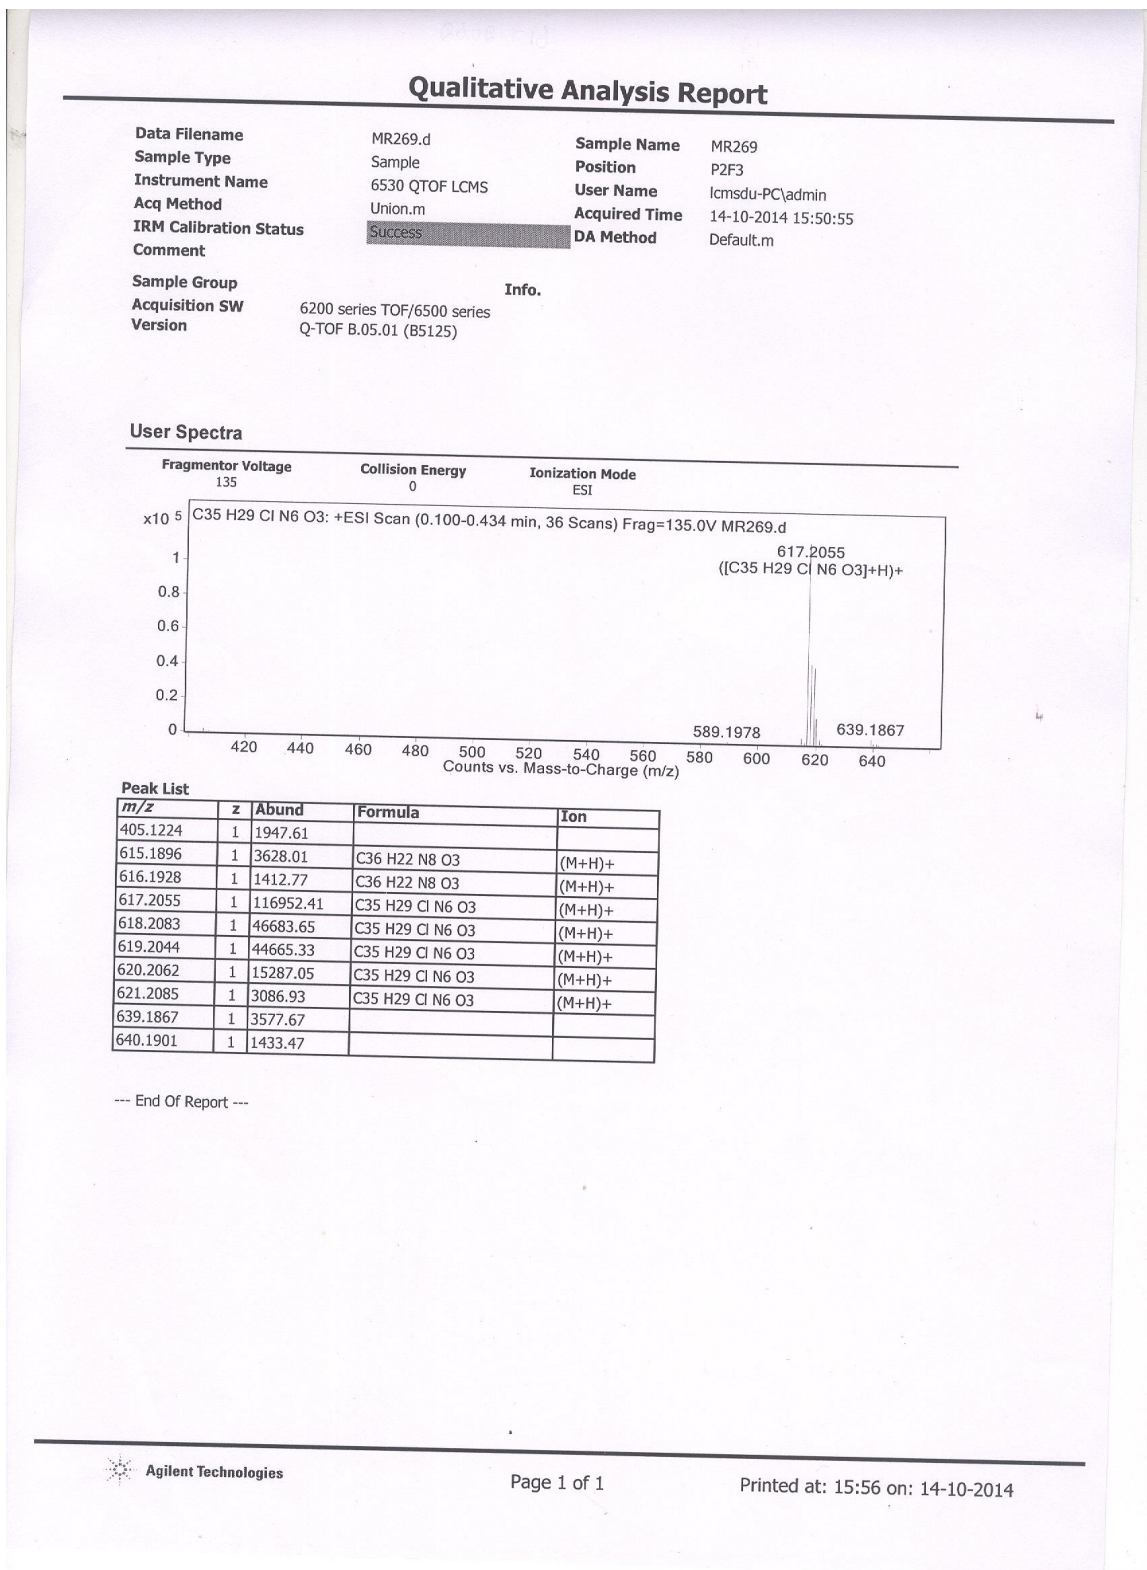 Qualitative Analysis Report
Data Filename MR269.d Sample Name MR269
Sample Type Sample Position P2F3
Instrument Name 6530 QTOF LCMS User Name lcmsdu-PC\admin
Acq Method Union.m Acquired Time 14-10-2014 15:50:55
IRM Calibration Status Success DA Method Default.m
Comment
Sample Group Info.
Acquisition SW 6200 series TOF/6500 series
Version Q-TOF B.05.01 (B5125)
User Spectra
Fragmentor Voltage Collision Energy Ionization Mode
135 0 ESI
x10 5 C35 H29 Cl N6 O3: +ESI Scan (0.100-0.434 min, 36 Scans) Frag=135.0V MR269.d
617.2055
([C35 H29 Cl N6 O3]+H)+
1
0.8
0.6
0.4
0.2
0
589.1978 639.1867
420 440 460 480 500 520 540 560 580 600 620 640
Counts vs. Mass-to-Charge (m/z)
Peak List
m/z z Abund Formula Ion
405.1224 1 1947.61
615.1896 1 3628.01 C36 H22 N8 O3 (M+H)+
616.1928 1 1412.77 C36 H22 N8 O3 (M+H)+
617.2055 1 116952.41 C35 H29 Cl N6 O3 (M+H)+
618.2083 1 46683.65 C35 H29 Cl N6 O3 (M+H)+
619.2044 1 44665.33 C35 H29 Cl N6 O3 (M+H)+
620.2062 1 15287.05 C35 H29 Cl N6 O3 (M+H)+
621.2085 1 3086.93 C35 H29 Cl N6 O3 (M+H)+
639.1867 1 3577.67
640.1901 1 1433.47
--- End Of Report ---
Agilent Technologies Page 1 of 1 Printed at: 15:56 on: 14-10-2014